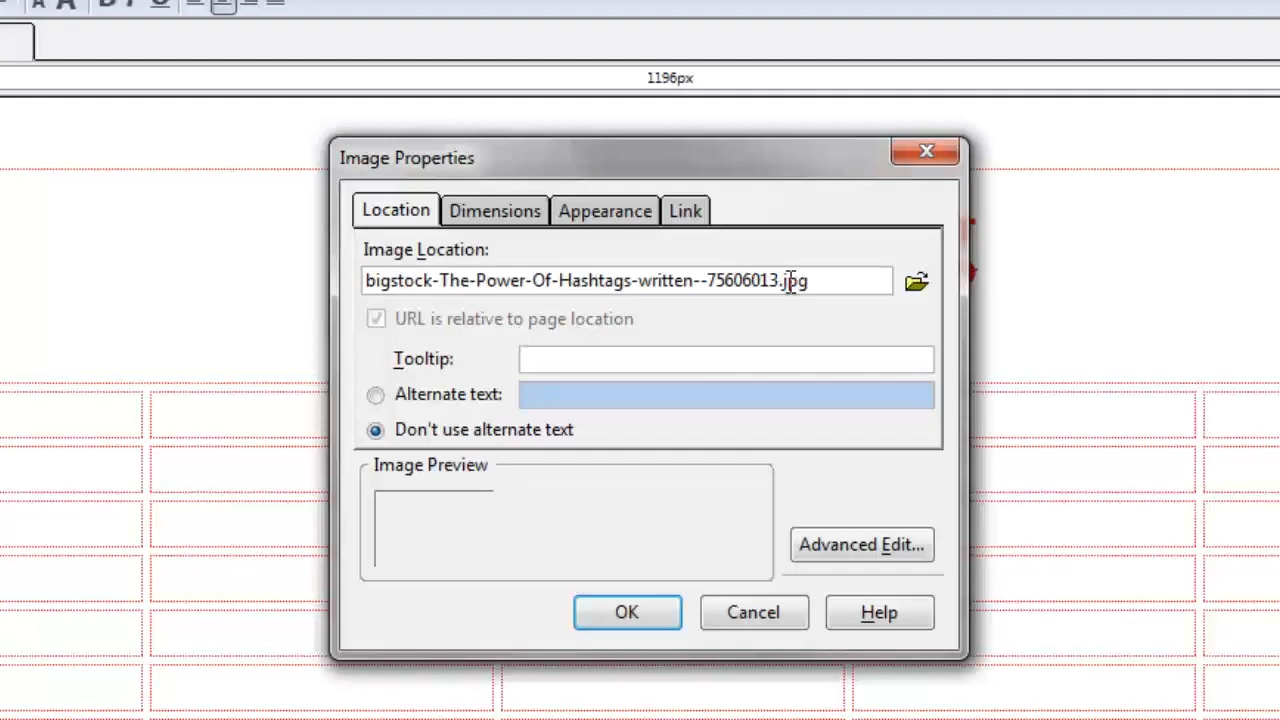 1196px
Image Properties
Location Dimensions Appearance Link
Image Location:
bigstock-The-Power-Of-Hashtags-written--75606013.jpg
URL is relative to page location
Tooltip:
Alternate text:
Don't use alternate text
Image Preview
Advanced Edit...
OK Cancel Help